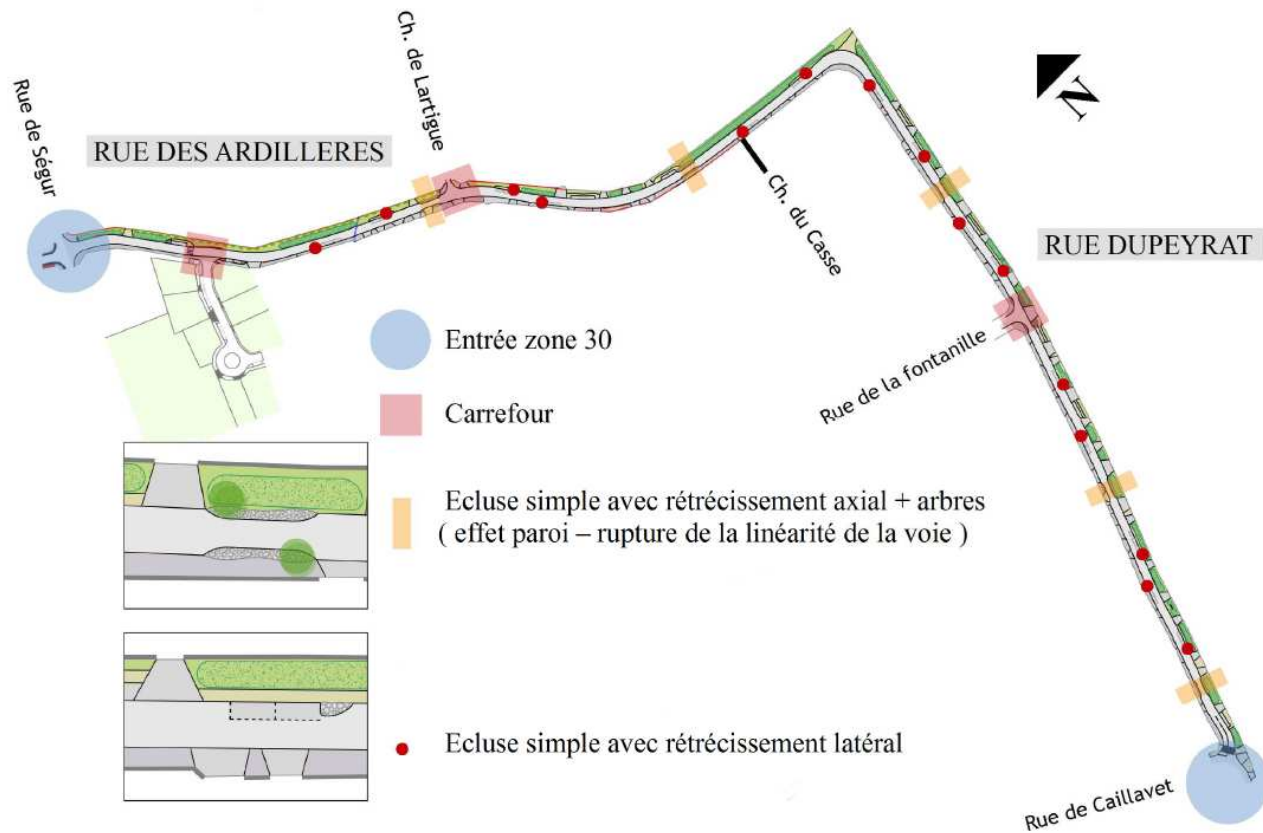 Rue de Ségur
RUE DES ARDILLERES
Ch. de Lartigue
Ch. du Casse
N
RUE DUPEYRAT
Rue de la fontanille
Rue de Caillavet
Entrée zone 30
Carrefour
Ecluse simple avec rétrécissement axial + arbres
( effet paroi – rupture de la linéarité de la voie )
Ecluse simple avec rétrécissement latéral